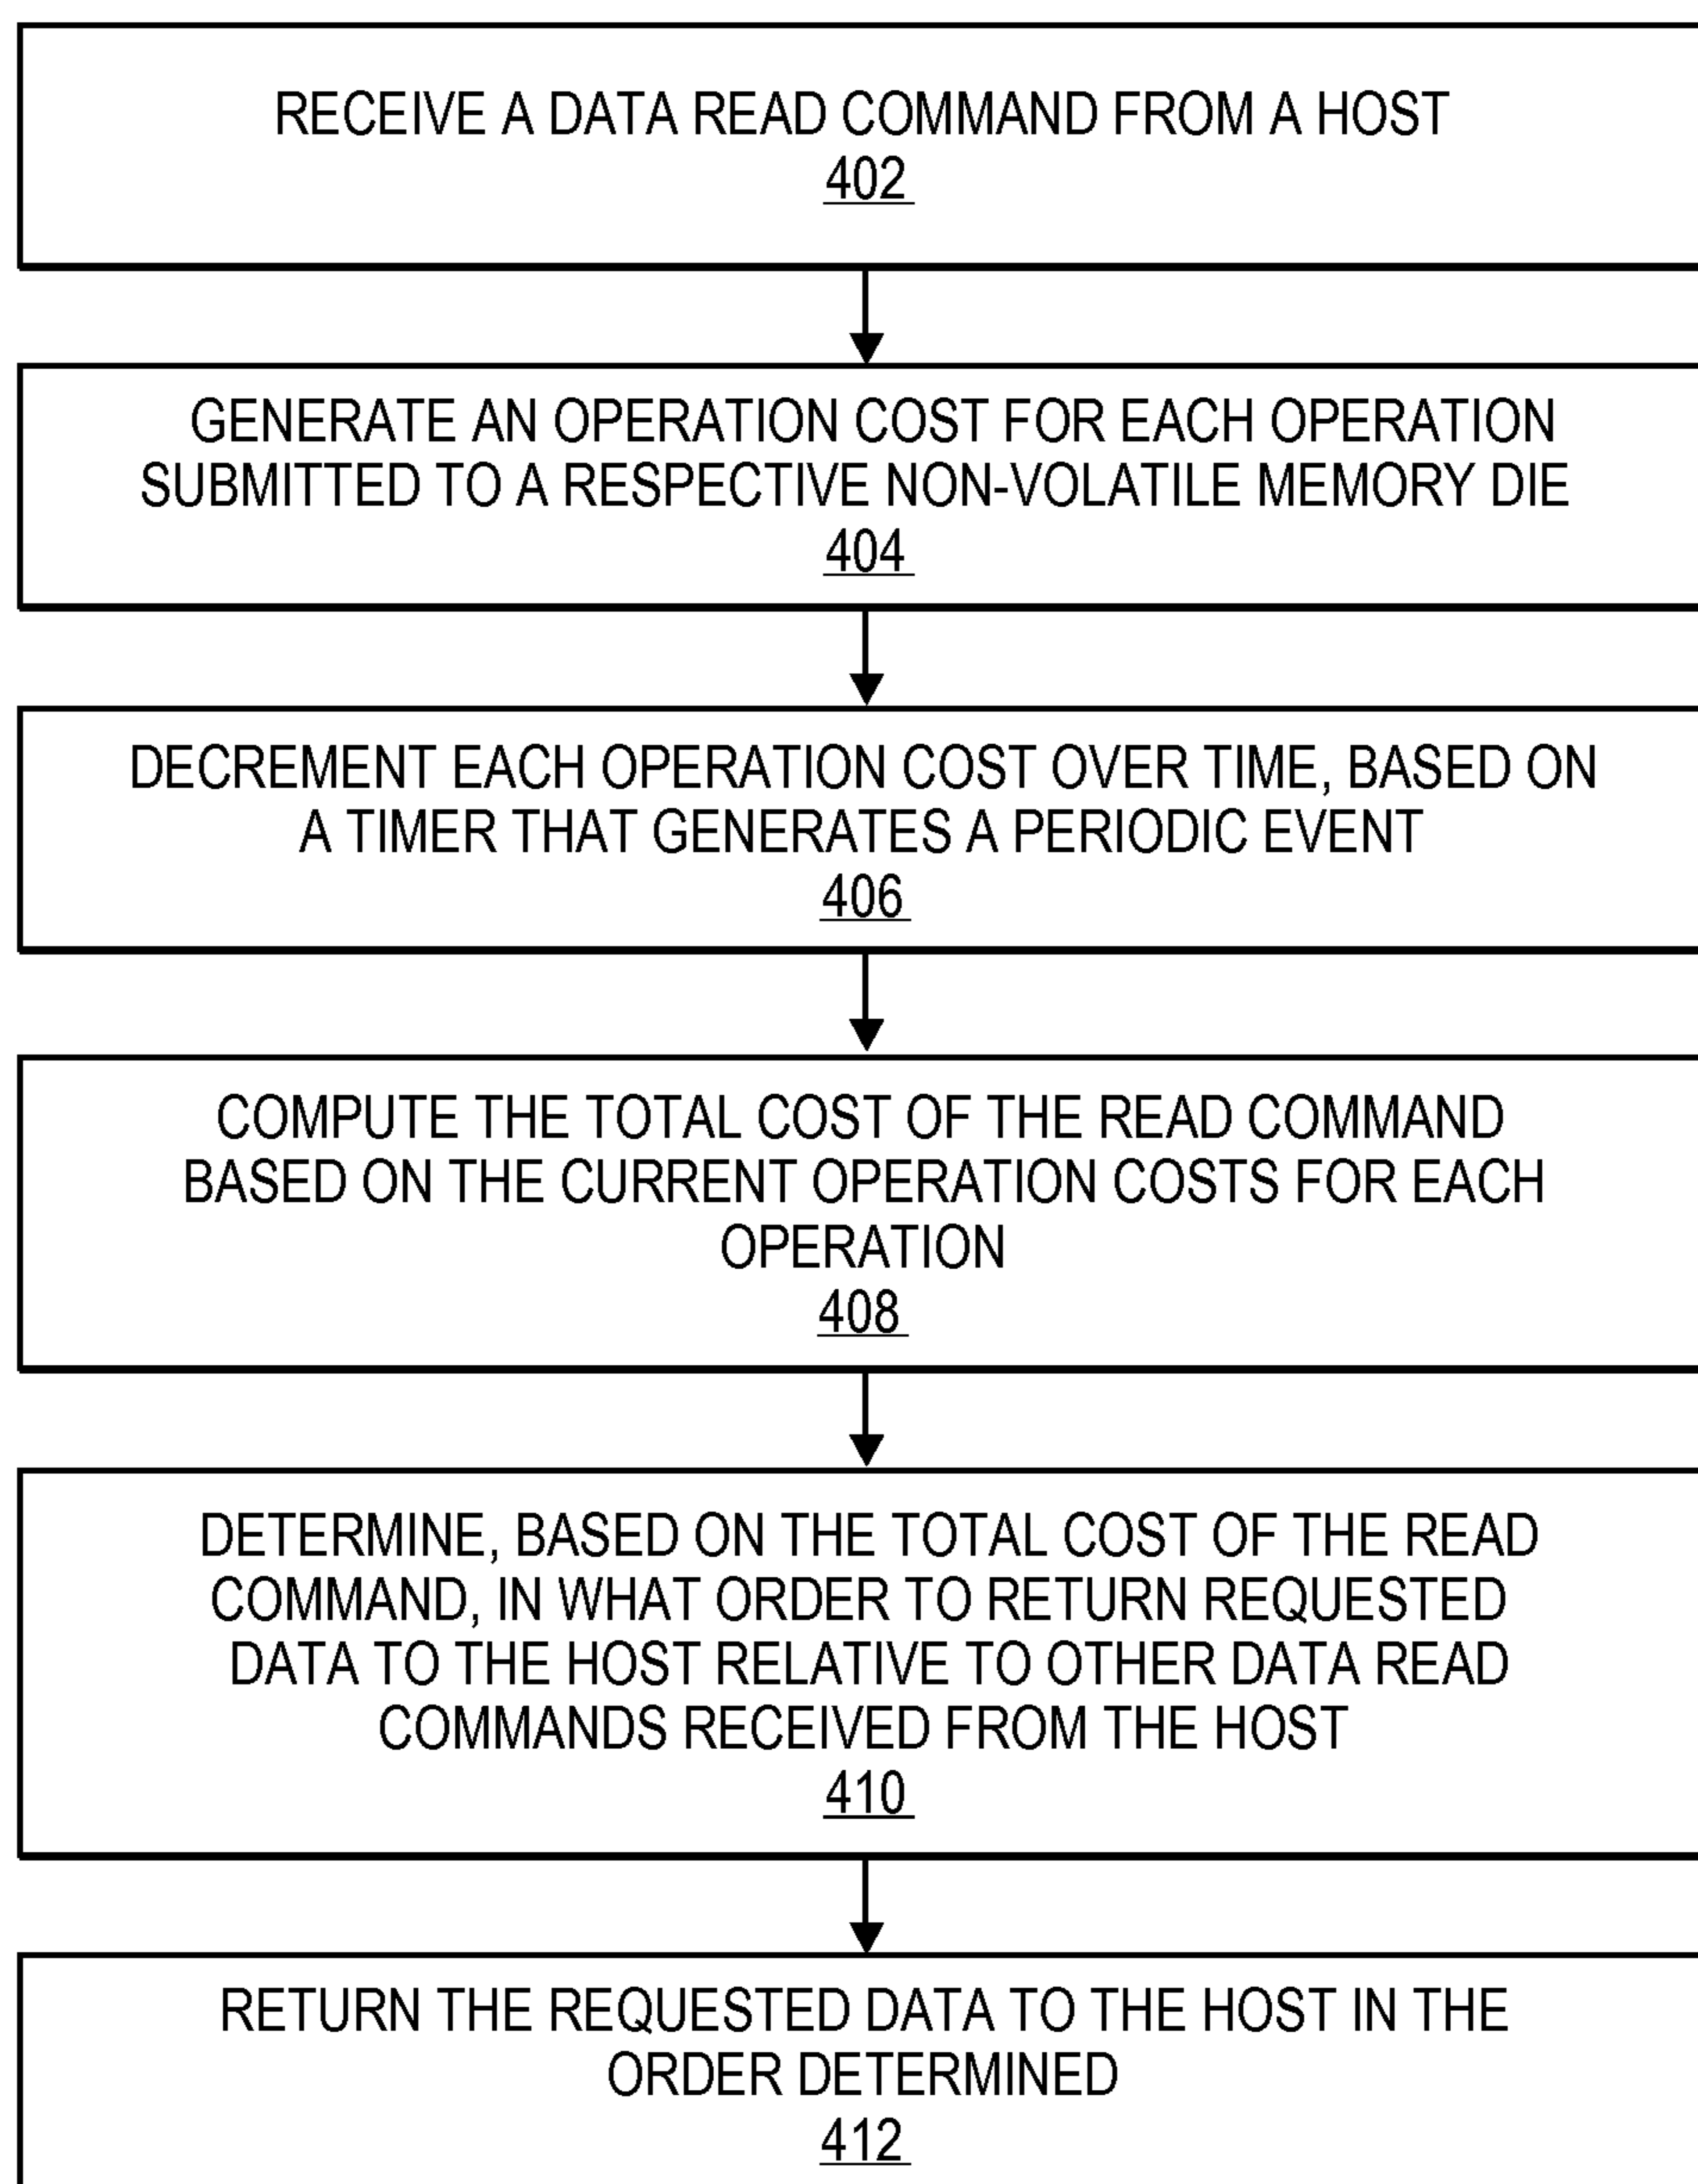 RECEIVE A DATA READ COMMAND FROM A HOST
402
GENERATE AN OPERATION COST FOR EACH OPERATION
SUBMITTED TO A RESPECTIVE NON-VOLATILE MEMORY DIE
404
DECREMENT EACH OPERATION COST OVER TIME, BASED ON
A TIMER THAT GENERATES A PERIODIC EVENT
406
COMPUTE THE TOTAL COST OF THE READ COMMAND
BASED ON THE CURRENT OPERATION COSTS FOR EACH
OPERATION
408
DETERMINE, BASED ON THE TOTAL COST OF THE READ
COMMAND, IN WHAT ORDER TO RETURN REQUESTED
DATA TO THE HOST RELATIVE TO OTHER DATA READ
COMMANDS RECEIVED FROM THE HOST
410
RETURN THE REQUESTED DATA TO THE HOST IN THE
ORDER DETERMINED
412